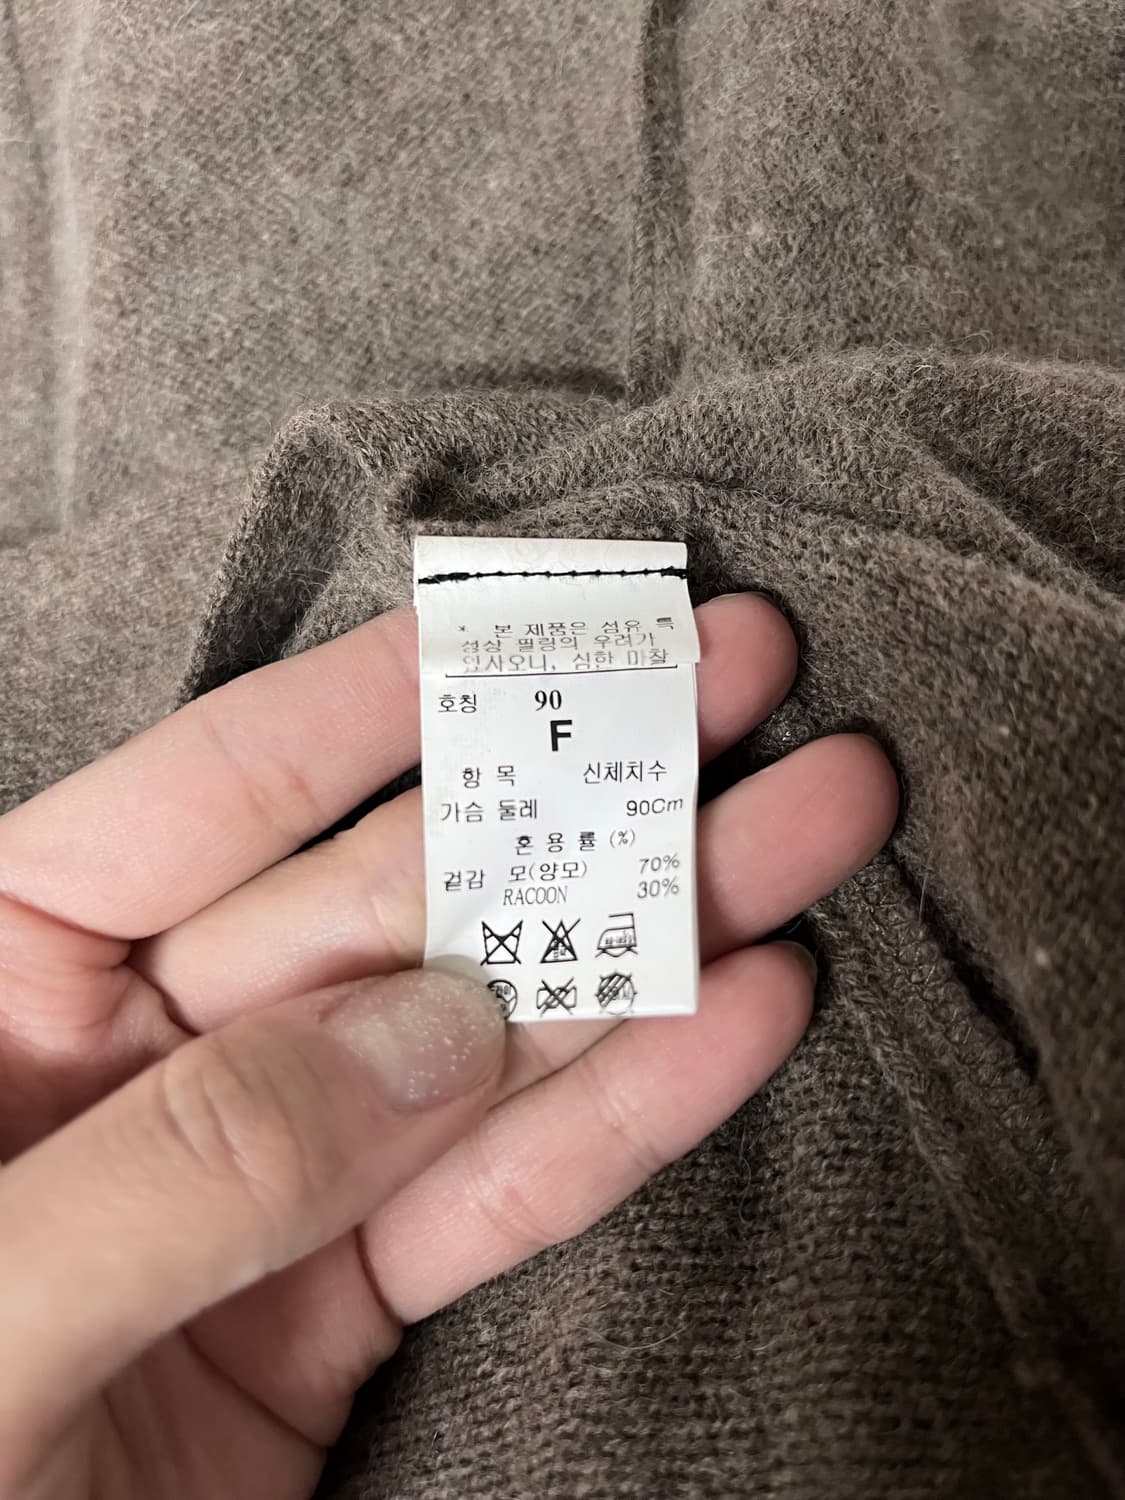 * 본 제품은 섬유 특
성상 필링의 우려가
있사오니, 심한 마찰
호칭 90
F
항 목 신체치수
가슴 둘레 90Cm
혼 용 률 (%)
겉감 모(양모) 70%
RACOON 30%